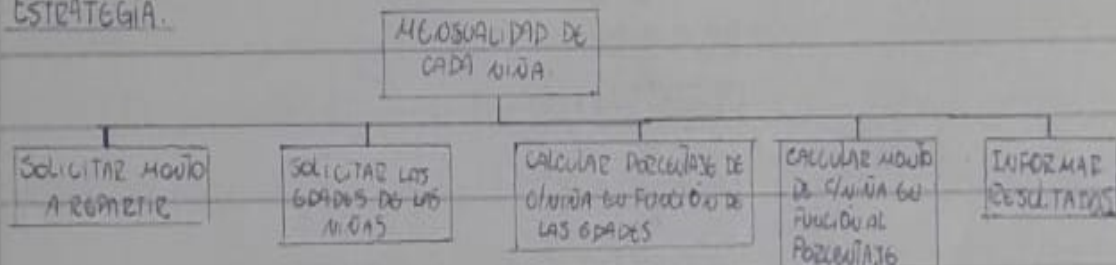 ESTRATEGIA.
MENSUALIDAD DE
CADA NIÑA.
SOLICITAR MONTO
A REPARTIR
SOLICITAR LAS
EDADES DE LAS
NIÑAS
CALCULAR PORCENTAJE DE
C/NIÑA EN FUNCIÓN DE
LAS EDADES
CALCULAR MONTO
DE C/NIÑA EN
FUNCIÓN AL
PORCENTAJE
INFORMAR
RESULTADOS